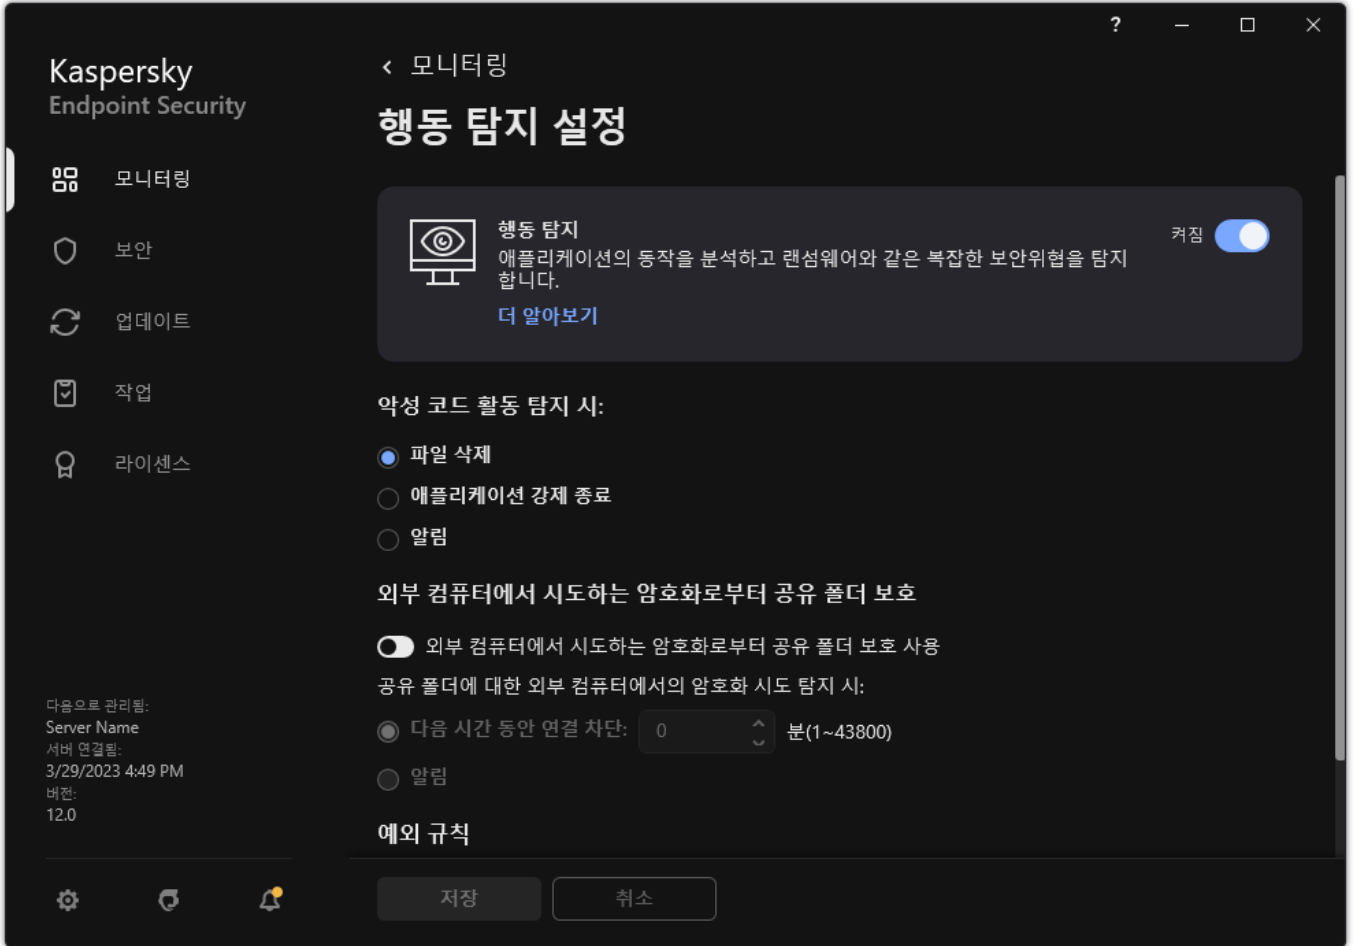 ?
Kaspersky
Endpoint Security
모니터링
보안
업데이트
작업
라이센스
다음으로 관리됨:
Server Name
서버 연결됨:
3/29/2023 4:49 PM
버전:
12.0
모니터링
행동 탐지 설정
행동 탐지
켜짐
애플리케이션의 동작을 분석하고 랜섬웨어와 같은 복잡한 보안위협을 탐지
합니다.
더 알아보기
악성 코드 활동 탐지 시:
파일 삭제
애플리케이션 강제 종료
알림
외부 컴퓨터에서 시도하는 암호화로부터 공유 폴더 보호
외부 컴퓨터에서 시도하는 암호화로부터 공유 폴더 보호 사용
공유 폴더에 대한 외부 컴퓨터에서의 암호화 시도 탐지 시:
다음 시간 동안 연결 차단: 0 분(1~43800)
알림
예외 규칙
저장
취소